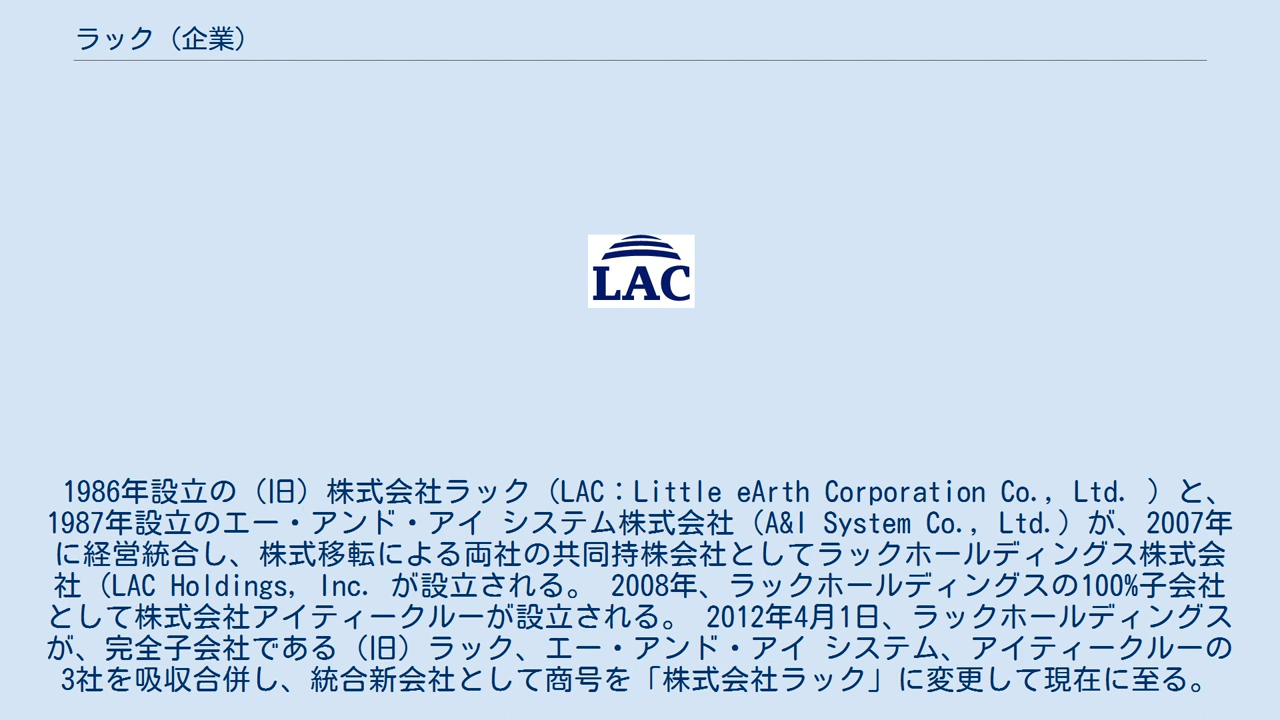 ラック（企業）
LAC
1986年設立の（旧）株式会社ラック（LAC：Little eArth Corporation Co., Ltd. ）と、
1987年設立のエー・アンド・アイ システム株式会社（A&I System Co., Ltd.）が、2007年
に経営統合し、株式移転による両社の共同持株会社としてラックホールディングス株式会
社（LAC Holdings, Inc. が設立される。 2008年、ラックホールディングスの100%子会社
として株式会社アイティークルーが設立される。 2012年4月1日、ラックホールディングス
が、完全子会社である（旧）ラック、エー・アンド・アイ システム、アイティークルーの
3社を吸収合併し、統合新会社として商号を「株式会社ラック」に変更して現在に至る。